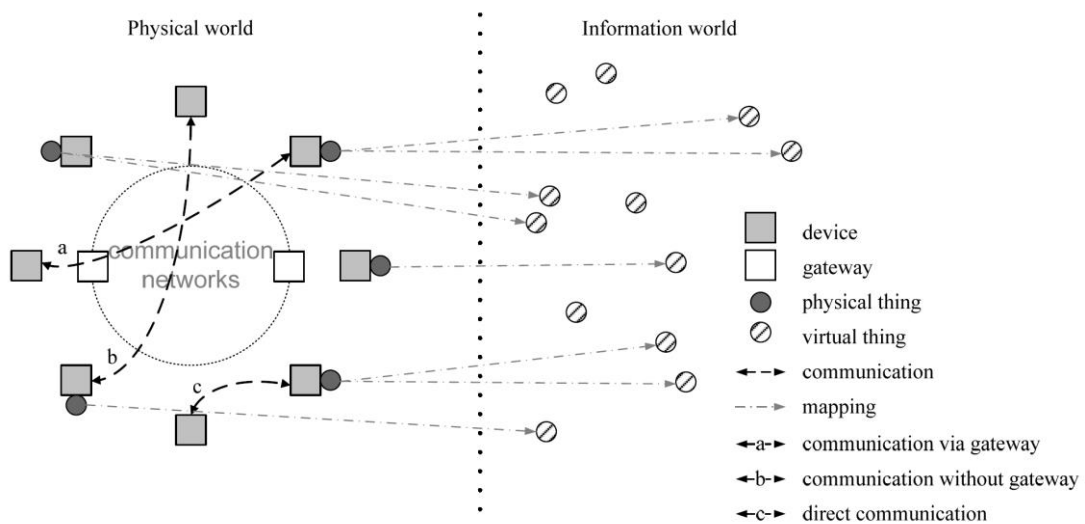 Physical world
Information world
a
communication
networks
b
c
device
gateway
physical thing
virtual thing
communication
mapping
a communication via gateway
b communication without gateway
c direct communication